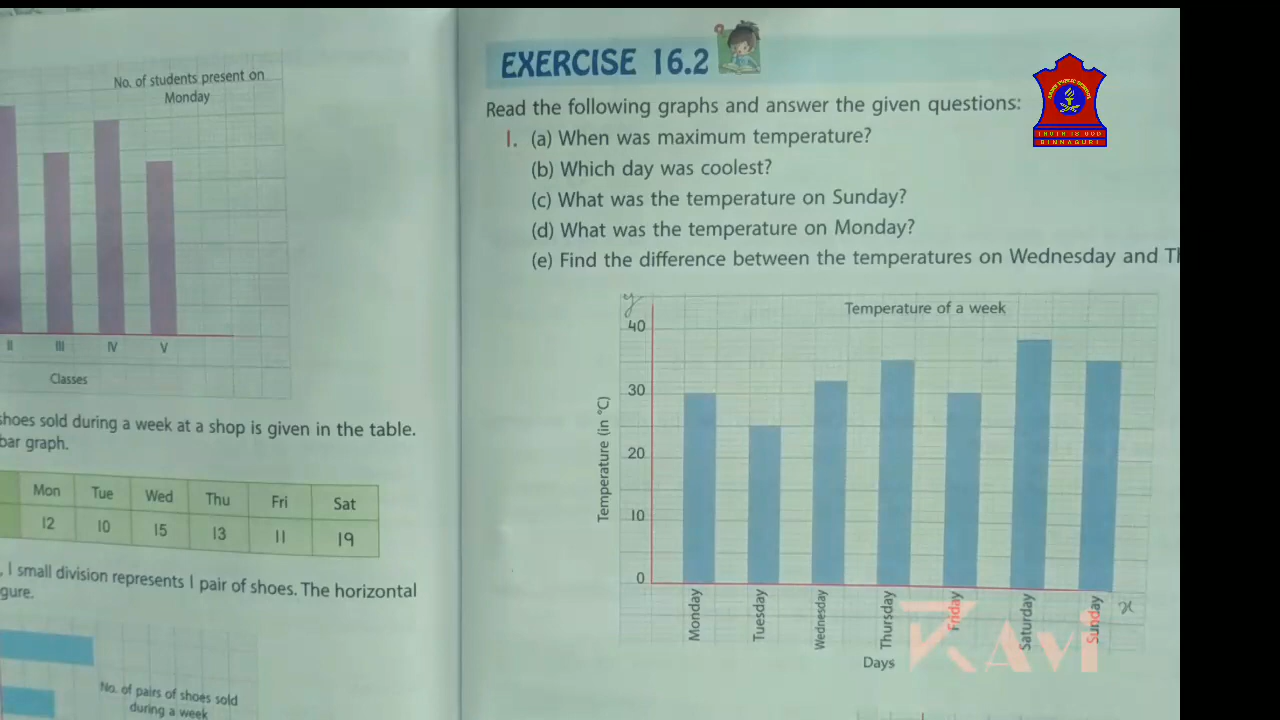 No. of students present on
Monday
II III IV V
Classes
shoes sold during a week at a shop is given in the table.
bar graph.
Mon Tue Wed Thu Fri Sat
12 10 15 13 11 19
, 1 small division represents 1 pair of shoes. The horizontal
gure.
No. of pairs of shoes sold
during a week
EXERCISE 16.2
Read the following graphs and answer the given questions:
1. (a) When was maximum temperature?
(b) Which day was coolest?
(c) What was the temperature on Sunday?
(d) What was the temperature on Monday?
(e) Find the difference between the temperatures on Wednesday and Th
y
Temperature of a week
40
30
20
10
0
Temperature (in °C)
Monday Tuesday Wednesday Thursday Friday Saturday Sunday
x
Days
RAVI
TRUTH IS GOD
BINNAGURI